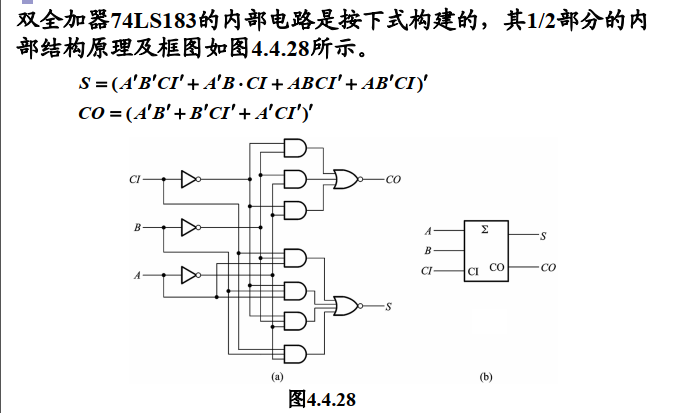 双全加器74LS183的内部电路是按下式构建的，其1/2部分的内
部结构原理及框图如图4.4.28所示。
S = (A′B′CI′ + A′B·CI + ABCI′ + AB′CI)′
CO = (A′B′ + B′CI′ + A′CI′)′
CI
CO
B
A
S
A
B
CI
Σ
CI
CO
S
CO
(a)
(b)
图4.4.28